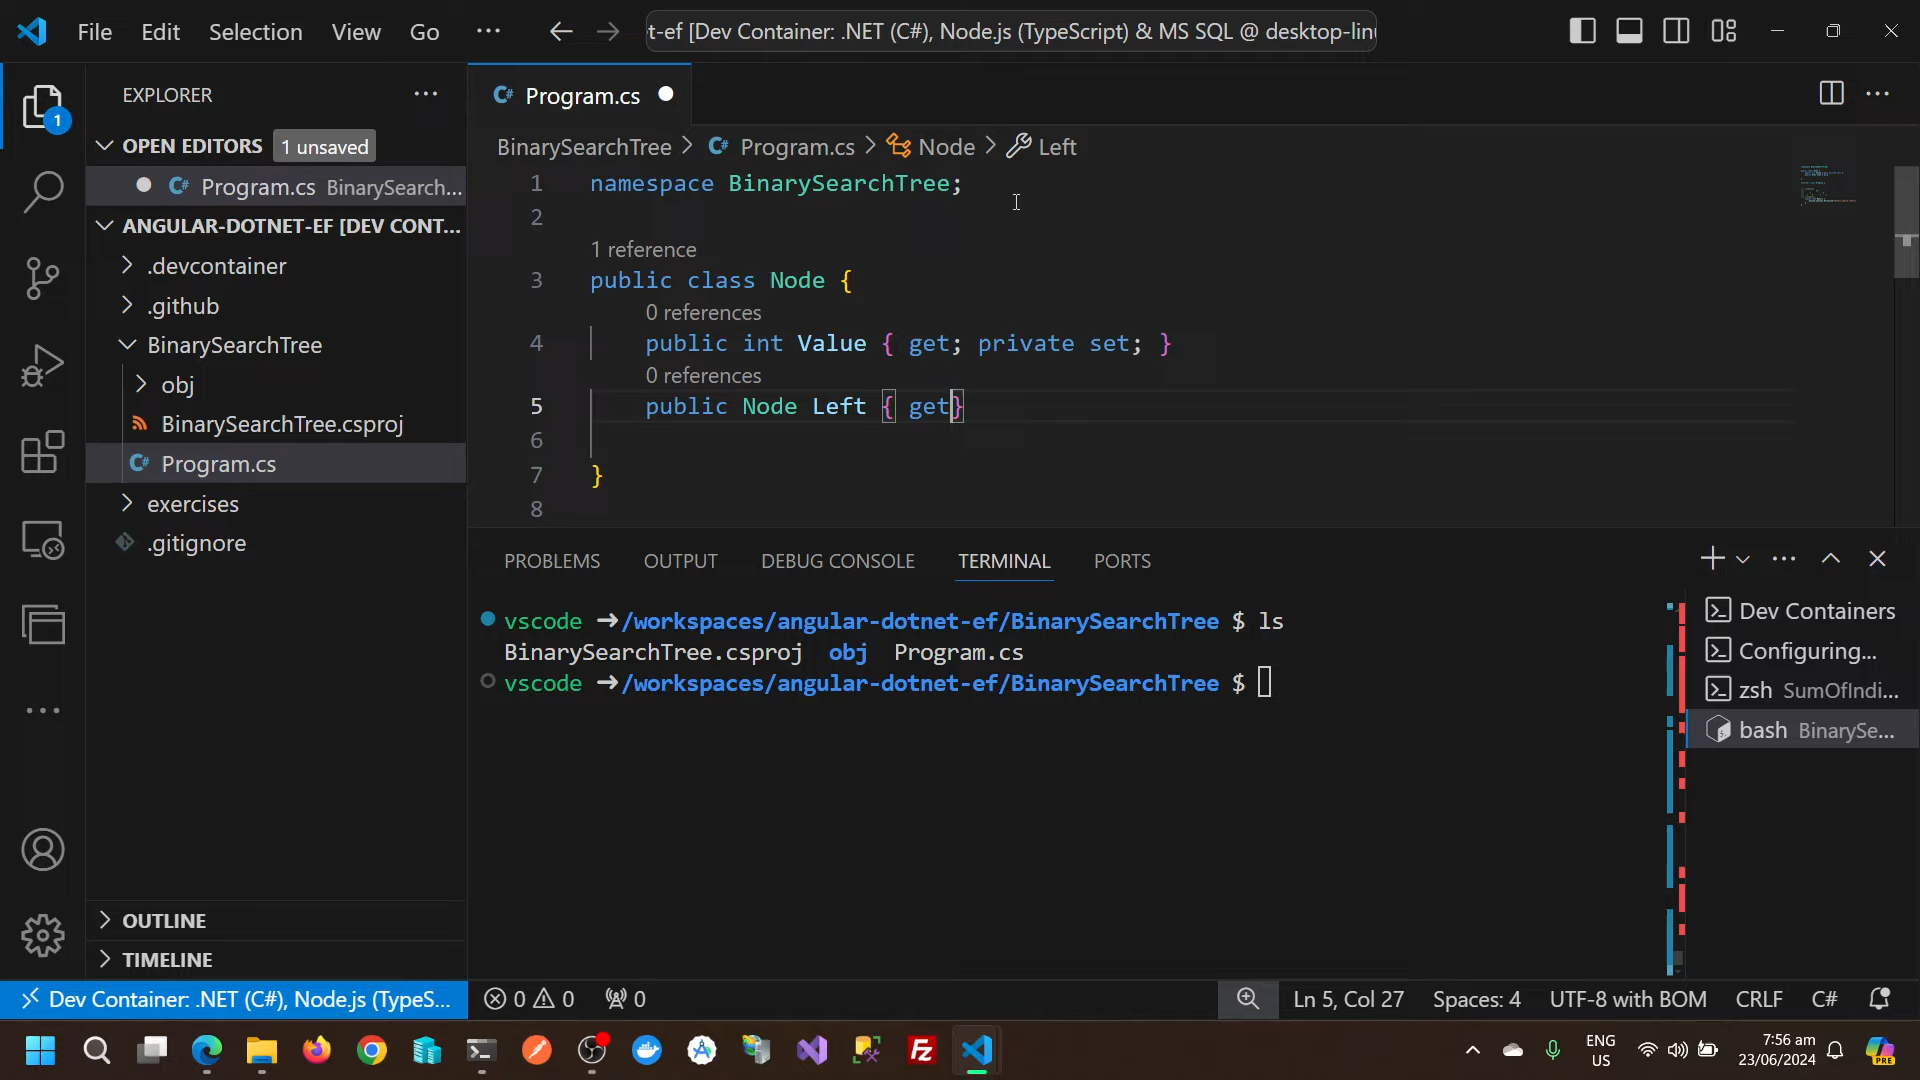 File Edit Selection View Go ···
t-ef [Dev Container: .NET (C#), Node.js (TypeScript) & MS SQL @ desktop-linu
EXPLORER
1
OPEN EDITORS 1 unsaved
Program.cs BinarySearch...
ANGULAR-DOTNET-EF [DEV CONT...
.devcontainer
.github
BinarySearchTree
obj
BinarySearchTree.csproj
Program.cs
exercises
.gitignore
OUTLINE
TIMELINE
C# Program.cs
BinarySearchTree > C# Program.cs > Node > Left
1 namespace BinarySearchTree;
2
1 reference
3 public class Node {
0 references
4 public int Value { get; private set; }
0 references
5 public Node Left { get}
6
7 }
8
PROBLEMS OUTPUT DEBUG CONSOLE TERMINAL PORTS
vscode ➜/workspaces/angular-dotnet-ef/BinarySearchTree $ ls
BinarySearchTree.csproj obj Program.cs
vscode ➜/workspaces/angular-dotnet-ef/BinarySearchTree $
Dev Containers
Configuring...
zsh SumOfIndi...
bash BinarySe...
Dev Container: .NET (C#), Node.js (TypeS... 0 0 0 Ln 5, Col 27 Spaces: 4 UTF-8 with BOM CRLF C#
ENG
US
7:56 am
23/06/2024
PRE